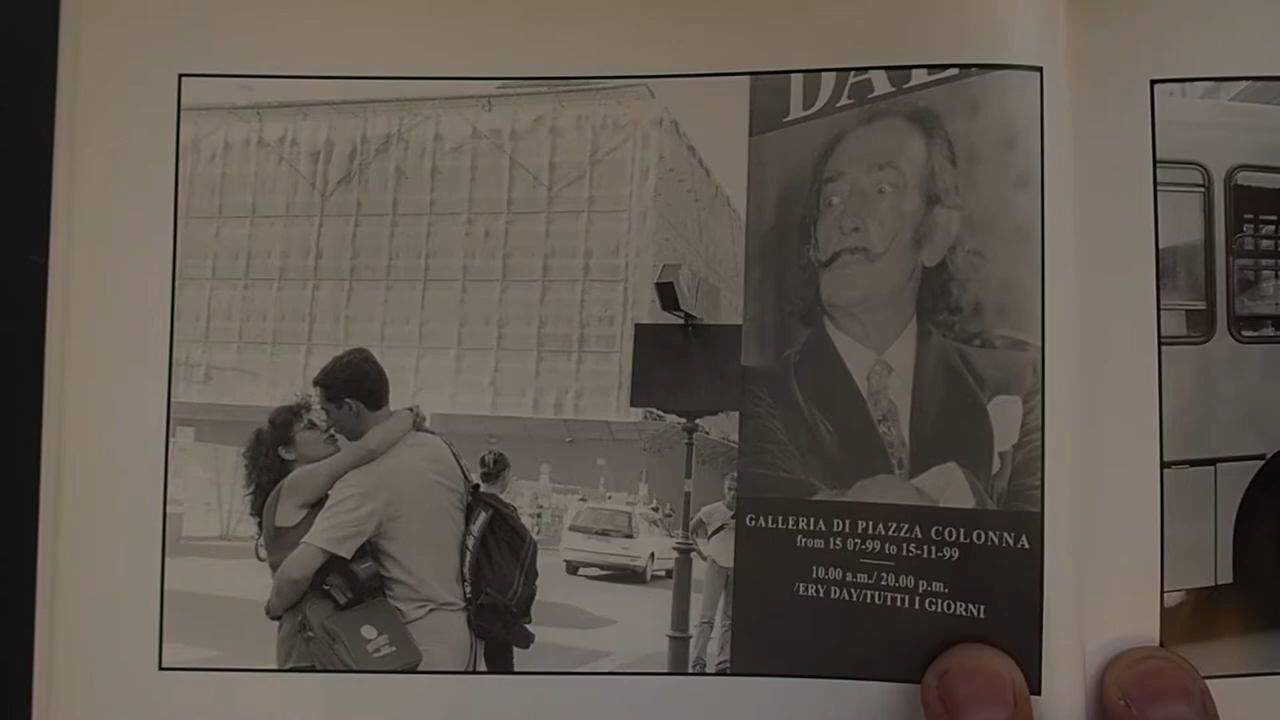 DAL
GALLERIA DI PIAZZA COLONNA
from 15 07-99 to 15-11-99
10.00 a.m./ 20.00 p.m.
/ERY DAY/TUTTI I GIORNI